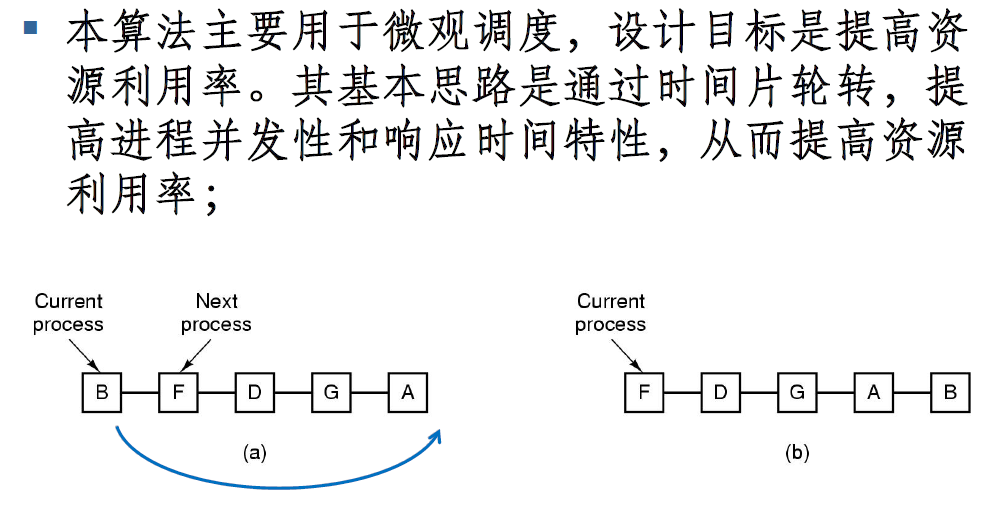 本算法主要用于微观调度，设计目标是提高资
源利用率。其基本思路是通过时间片轮转，提
高进程并发性和响应时间特性，从而提高资源
利用率；
Current process
Next process
B F D G A
(a)
Current process
F D G A B
(b)